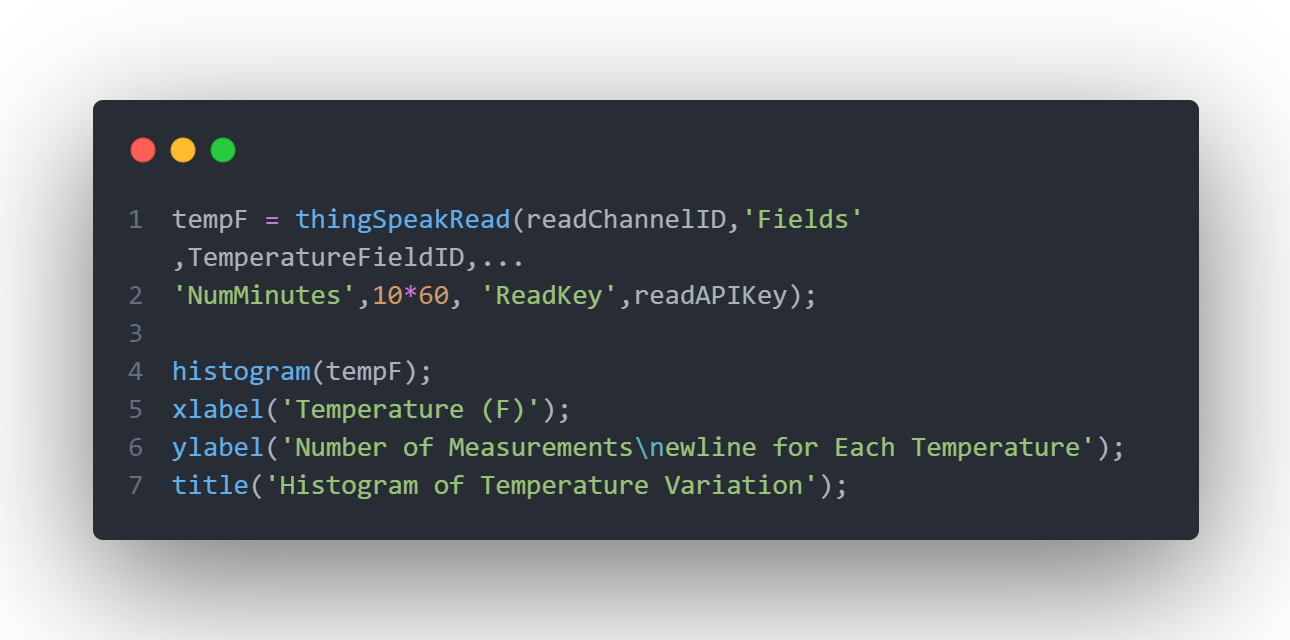 1 tempF = thingSpeakRead(readChannelID,'Fields'
,TemperatureFieldID,...
2 'NumMinutes',10*60, 'ReadKey',readAPIKey);
3
4 histogram(tempF);
5 xlabel('Temperature (F)');
6 ylabel('Number of Measurements\newline for Each Temperature');
7 title('Histogram of Temperature Variation');